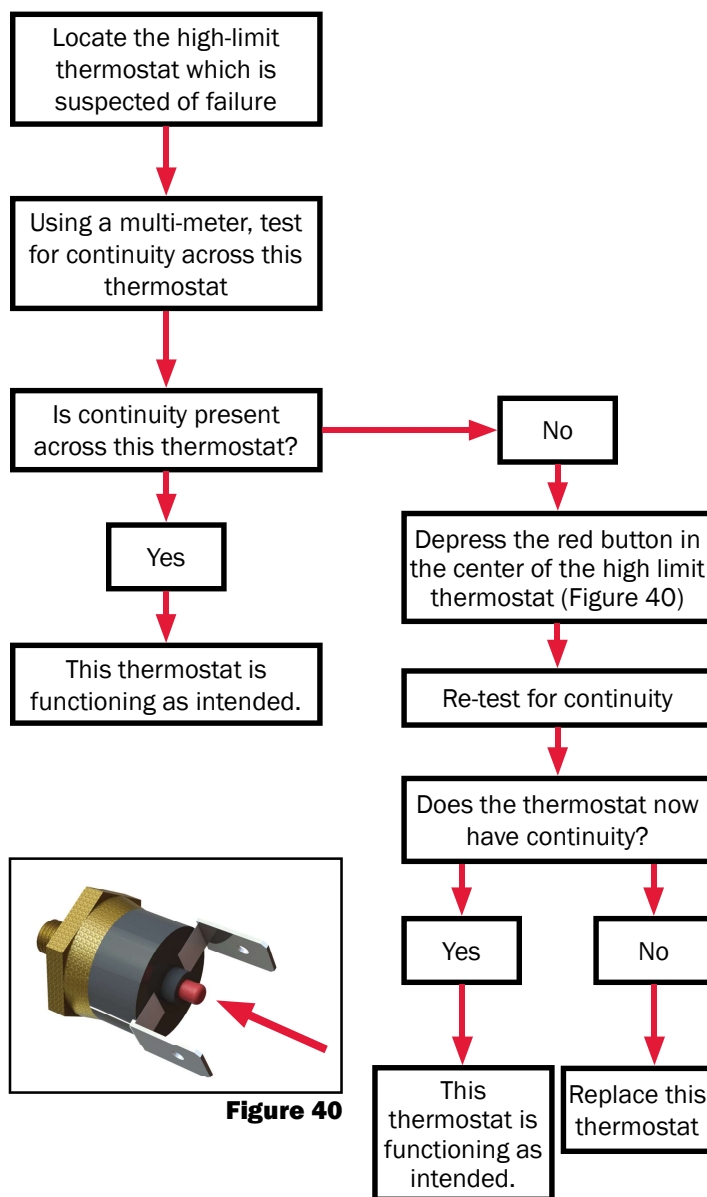 Locate the high-limit
thermostat which is
suspected of failure
Using a multi-meter, test
for continuity across this
thermostat
Is continuity present
across this thermostat?
No
Yes
Depress the red button in
the center of the high limit
thermostat (Figure 40)
This thermostat is
functioning as intended.
Re-test for continuity
Does the thermostat now
have continuity?
Yes
No
This
thermostat is
functioning as
intended.
Replace this
thermostat
Figure 40